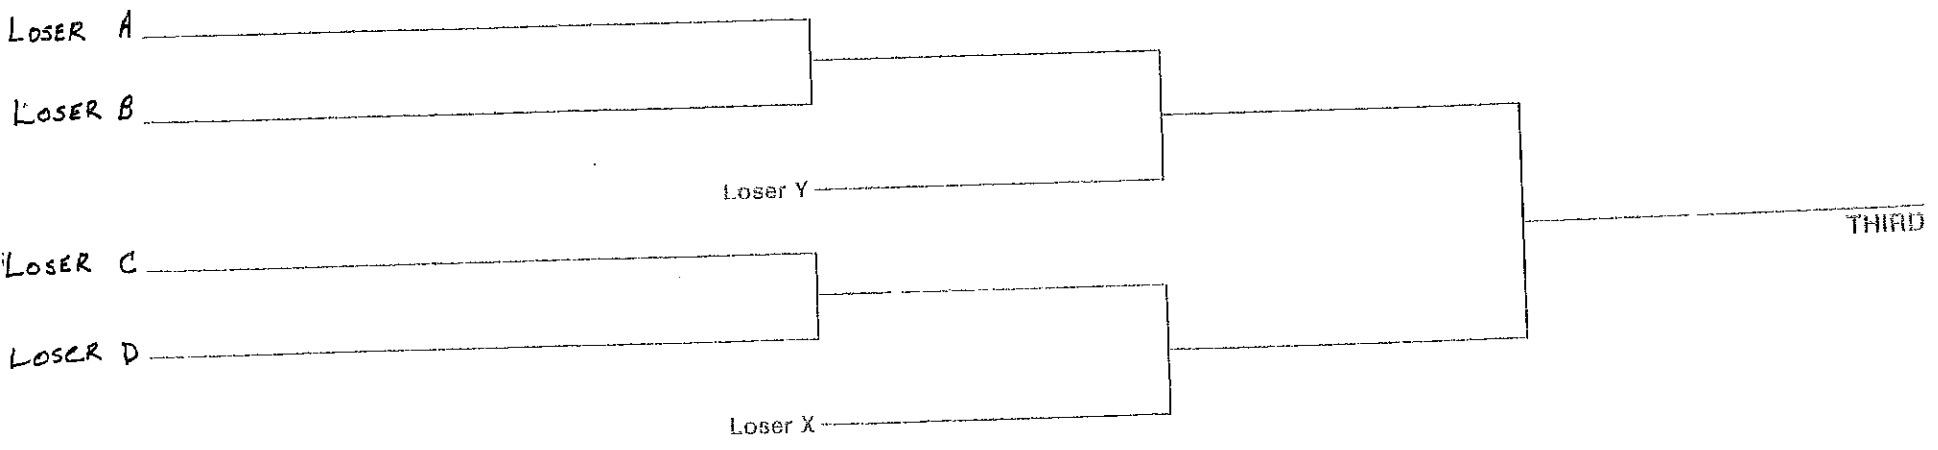 LOSER A
LOSER B
Loser Y
LOSER C
THIRD
LOSER D
Loser X